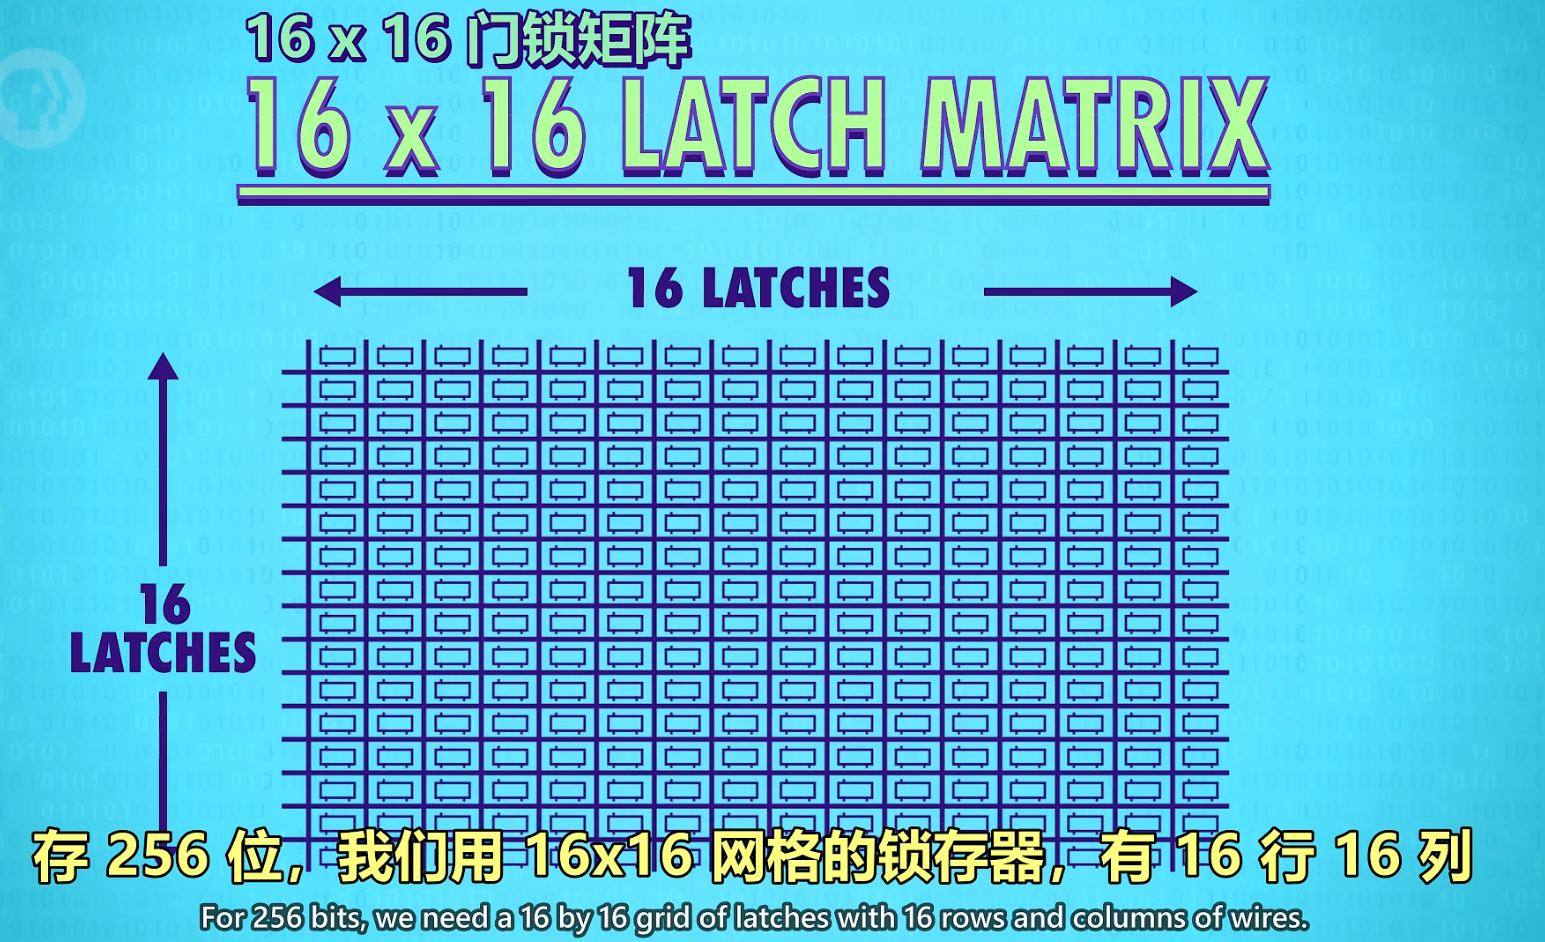 16 x 16 门锁矩阵
16 x 16 LATCH MATRIX
16 LATCHES
16
LATCHES
存 256 位，我们用 16x16 网格的锁存器，有 16 行 16 列
For 256 bits, we need a 16 by 16 grid of latches with 16 rows and columns of wires.